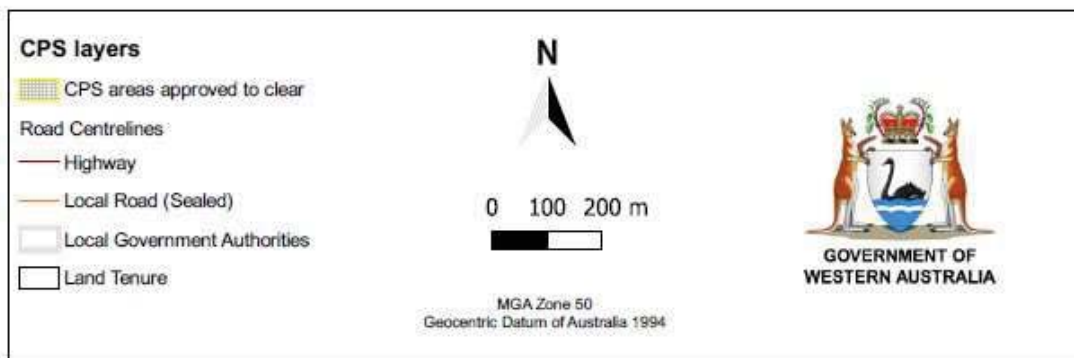 CPS layers
CPS areas approved to clear
Road Centrelines
Highway
Local Road (Sealed)
Local Government Authorities
Land Tenure
N
0 100 200 m
MGA Zone 50
Geocentric Datum of Australia 1994
GOVERNMENT OF
WESTERN AUSTRALIA